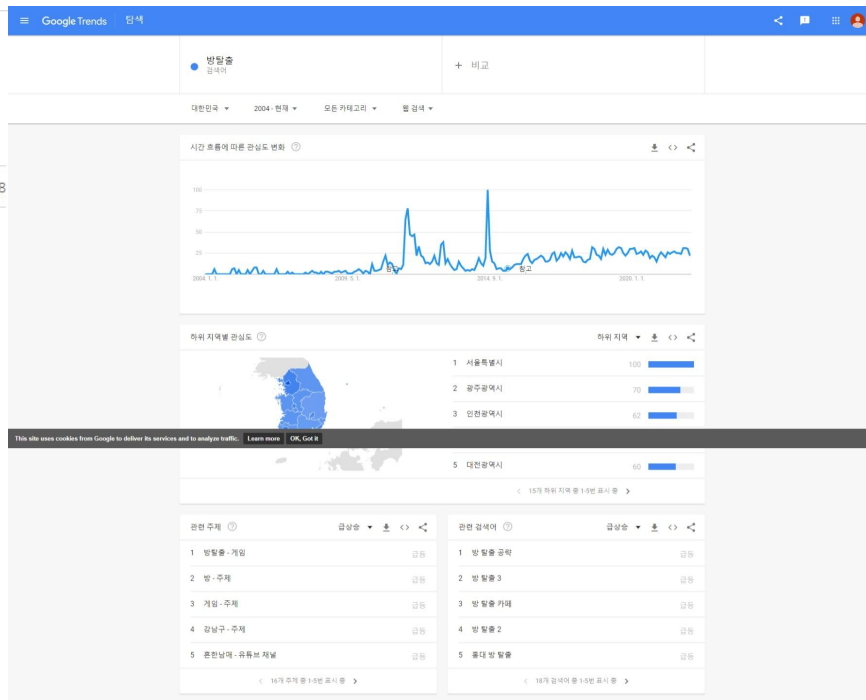 Google Trends 탐색
방탈출
검색어
+ 비교
대한민국 2004 - 현재 모든 카테고리 웹 검색
시간 흐름에 따른 관심도 변화
100
75
50
25
참고
참고
2004. 1. 1. 2009. 5. 1. 2014. 9. 1. 2020. 1. 1.
하위 지역별 관심도 하위 지역
1 서울특별시 100
2 광주광역시 70
3 인천광역시 62
This site uses cookies from Google to deliver its services and to analyze traffic. Learn more OK, Got it
5 대전광역시 60
15개 하위 지역 중 1-5번 표시 중
관련 주제 급상승
1 방탈출 - 게임 급등
2 방 - 주제 급등
3 게임 - 주제 급등
4 강남구 - 주제 급등
5 흔한남매 - 유튜브 채널 급등
16개 주제 중 1-5번 표시 중
관련 검색어 급상승
1 방 탈출 공략 급등
2 방 탈출 3 급등
3 방 탈출 카페 급등
4 방 탈출 2 급등
5 홍대 방 탈출 급등
18개 검색어 중 1-5번 표시 중